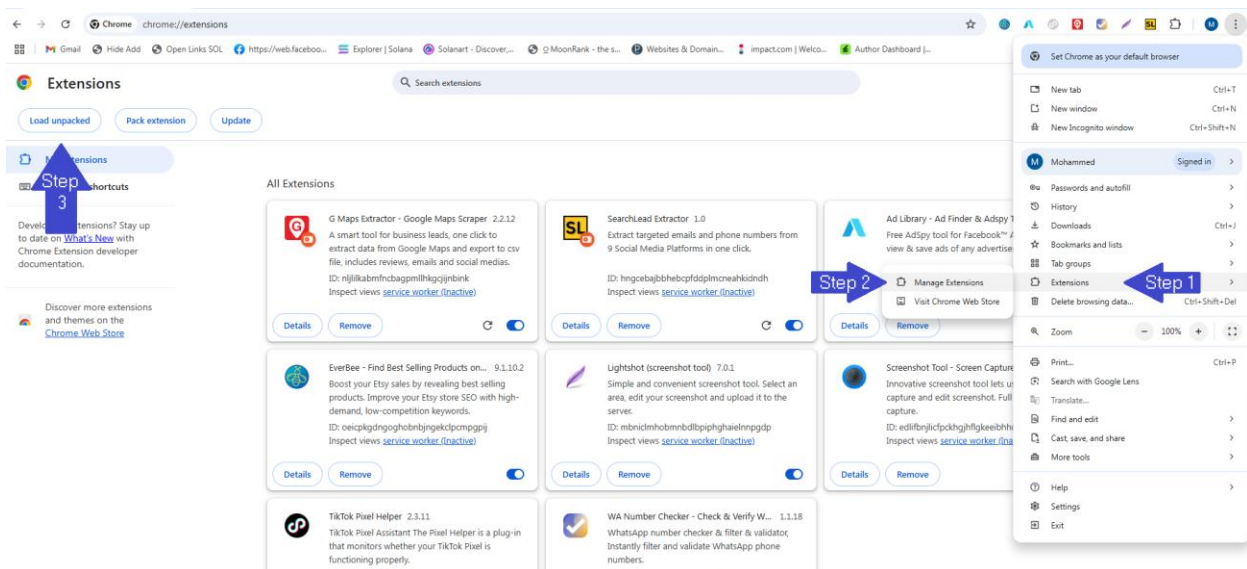 Chrome chrome://extensions
Gmail Hide Add Open Links SOL https://web.faceboo... Explorer | Solana Solanart - Discover,... MoonRank - the s... Websites & Domain... impact.com | Welco... Author Dashboard |...
Extensions
Search extensions
Load unpacked Pack extension Update
Step 3
shortcuts
Stay up
to date on What's New with
Chrome Extension developer
documentation.
Discover more extensions
and themes on the
Chrome Web Store
All Extensions
G Maps Extractor - Google Maps Scraper 2.2.12
A smart tool for business leads, one click to
extract data from Google Maps and export to csv
file, includes reviews, emails and social medias.
ID: nljlilkabmfncbagpmllhkgcjijnbink
Inspect views service worker (Inactive)
Details Remove
SearchLead Extractor 1.0
Extract targeted emails and phone numbers from
9 Social Media Platforms in one click.
ID: hngcebajbbhebcpfddplmcneahkidndh
Inspect views service worker (Inactive)
Details Remove
Ad Library - Ad Finder & Adspy
Free AdSpy tool for Facebook™
view & save ads of any advertise
Details Remove
EverBee - Find Best Selling Products on... 9.1.10.2
Boost your Etsy sales by revealing best selling
products. Improve your Etsy store SEO with high-
demand, low-competition keywords.
ID: oeicpkgdngoghobnbjngekclpcmpgpij
Inspect views service worker (Inactive)
Details Remove
Lightshot (screenshot tool) 7.0.1
Simple and convenient screenshot tool. Select an
area, edit your screenshot and upload it to the
server.
ID: mbniclmhobmnbdlbpiphghaielnnpgdp
Inspect views service worker (Inactive)
Details Remove
Screenshot Tool - Screen Capture
Innovative screenshot tool lets
capture and edit screenshot. Full
capture.
Inspect views service worker (Ina
Details Remove
TikTok Pixel Helper 2.3.11
TikTok Pixel Assistant The Pixel Helper is a plug-in
that monitors whether your TikTok Pixel is
functioning properly.
WA Number Checker - Check & Verify W... 1.1.18
WhatsApp number checker & filter & validator,
Instantly filter and validate WhatsApp phone
numbers.
Step 2
Manage Extensions
Visit Chrome Web Store
Set Chrome as your default browser
New tab Ctrl+T
New window Ctrl+N
New Incognito window Ctrl+Shift+N
M Mohammed Signed in
Passwords and autofill
History
Downloads Ctrl+J
Bookmarks and lists
Tab groups
Extensions Step 1
Delete browsing data... Ctrl+Shift+Del
Zoom - 100% +
Print... Ctrl+P
Search with Google Lens
Translate...
Find and edit
Cast, save, and share
More tools
Help
Settings
Exit